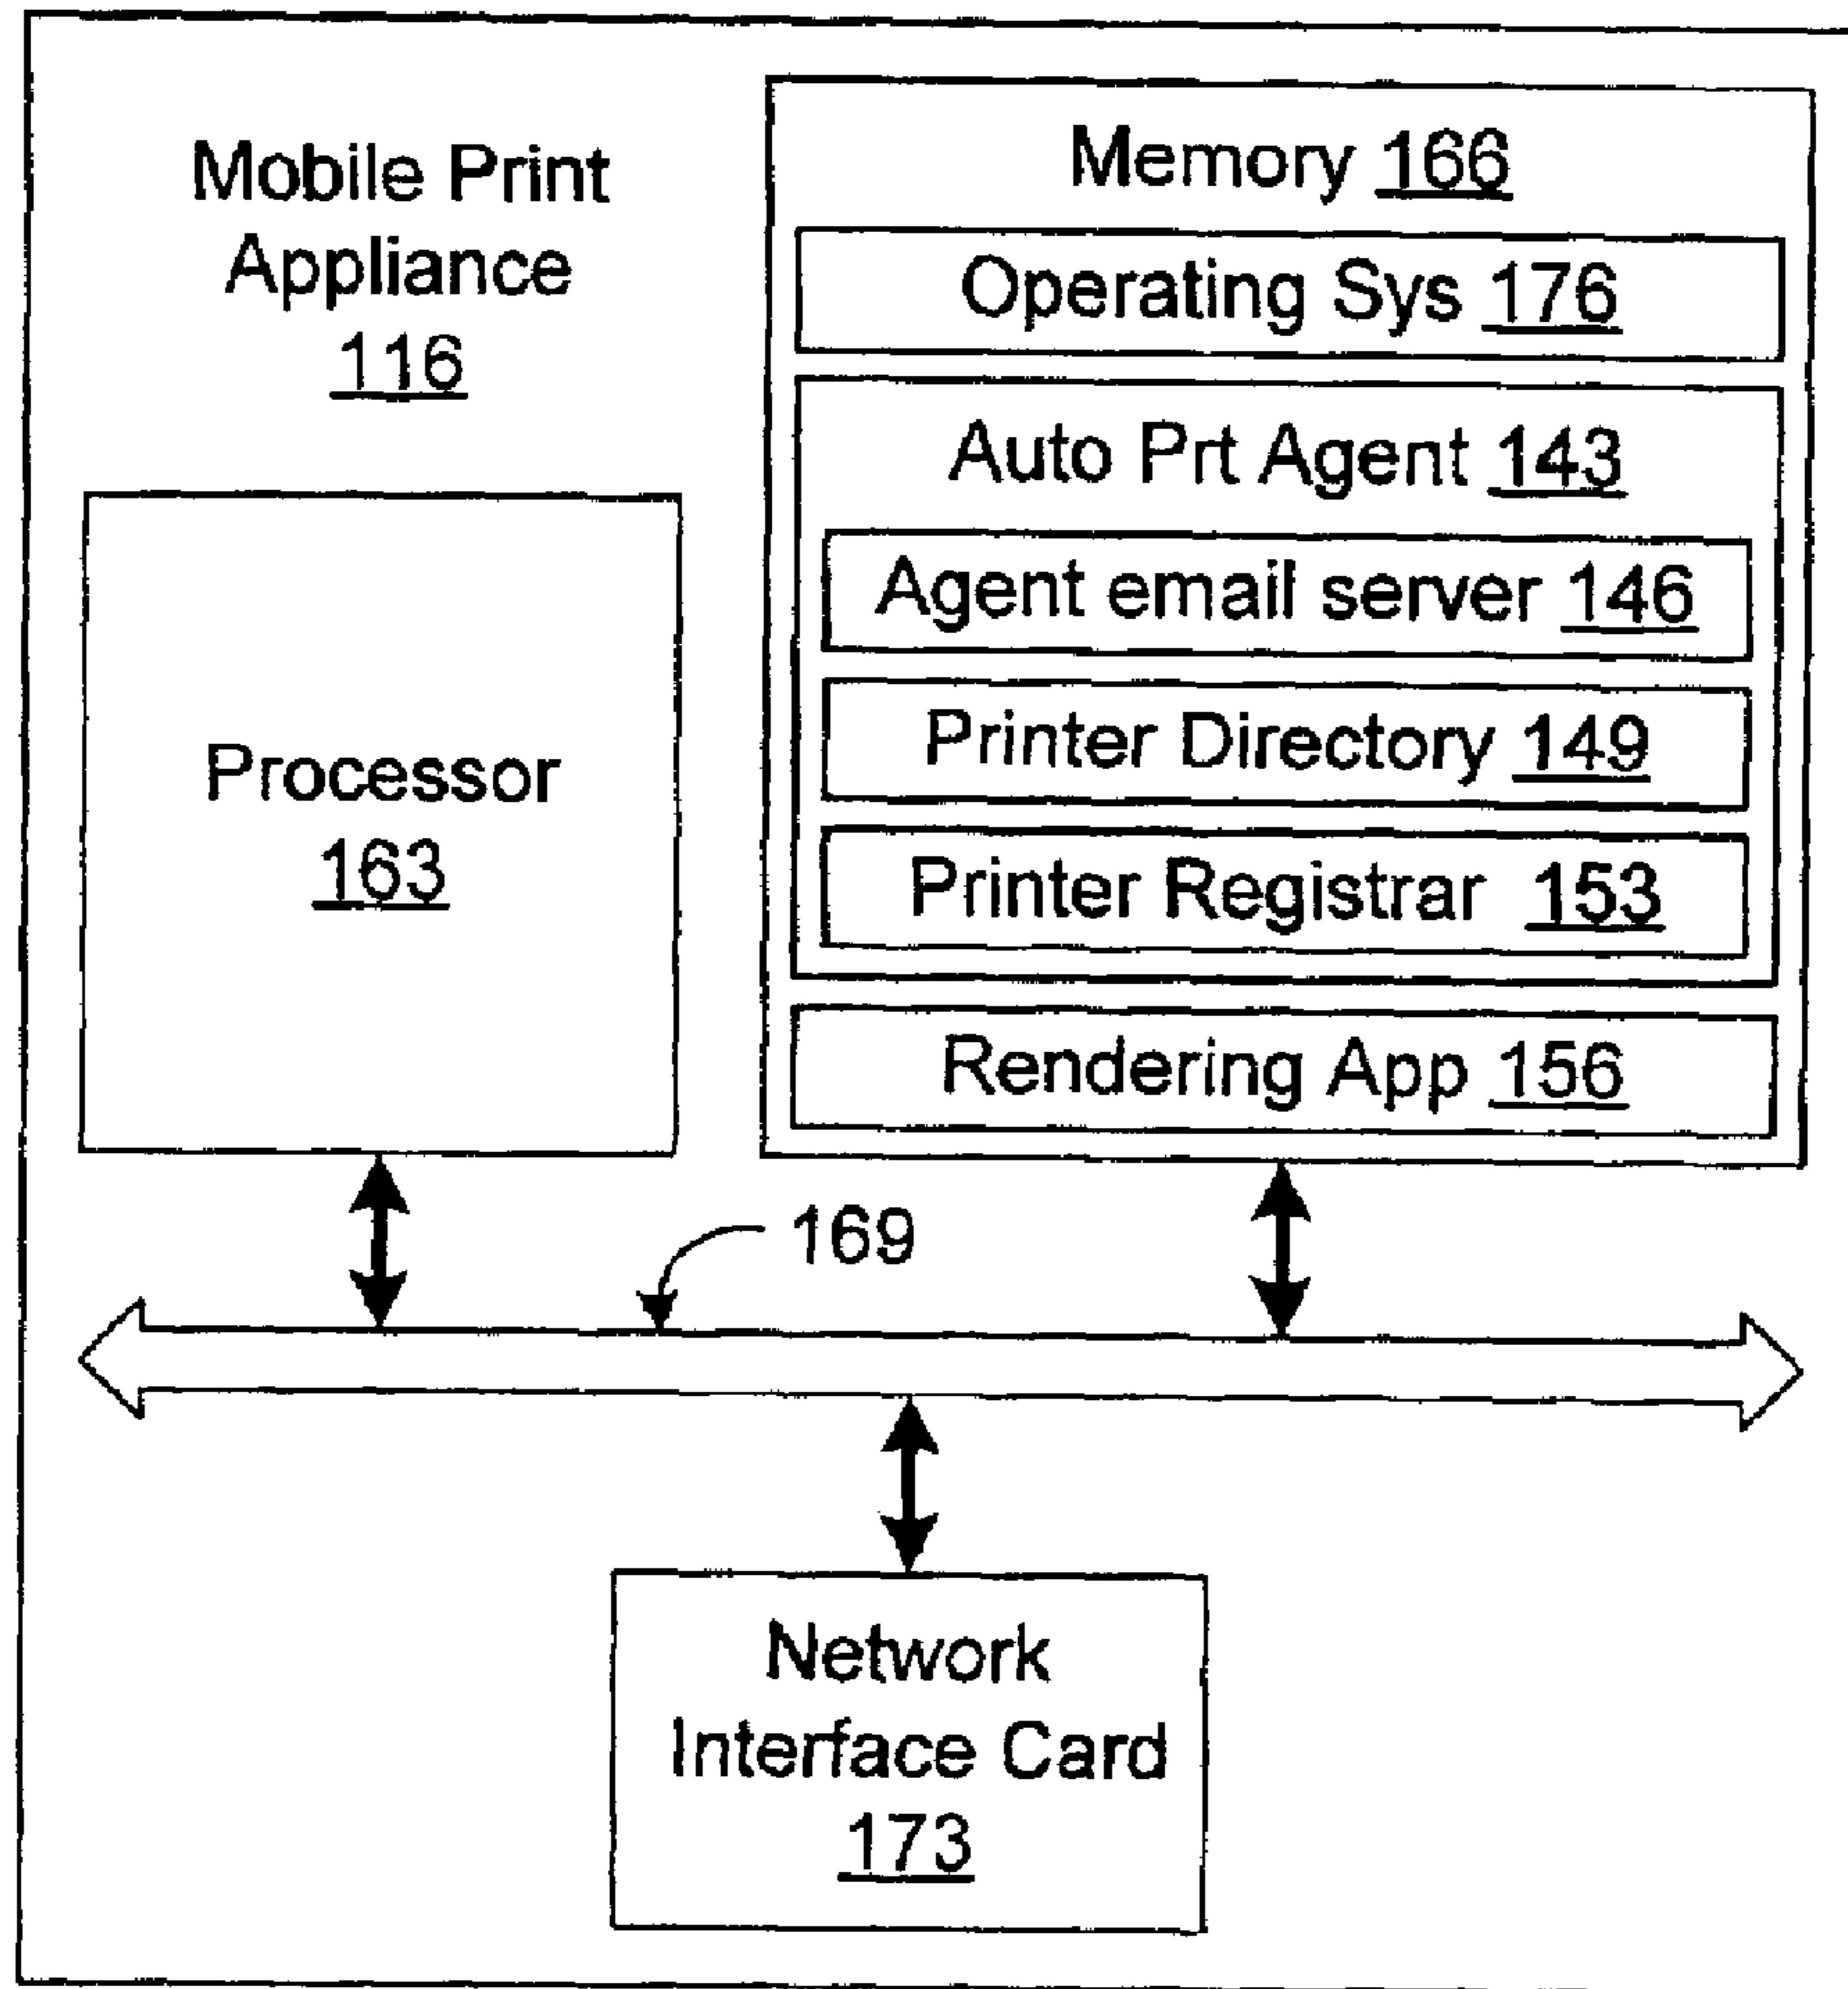 Mobile Print
Appliance
116
Memory 166
Operating Sys 176
Auto Prt Agent 143
Agent email server 146
Printer Directory 149
Printer Registrar 153
Rendering App 156
Processor
163
169
Network
Interface Card
173